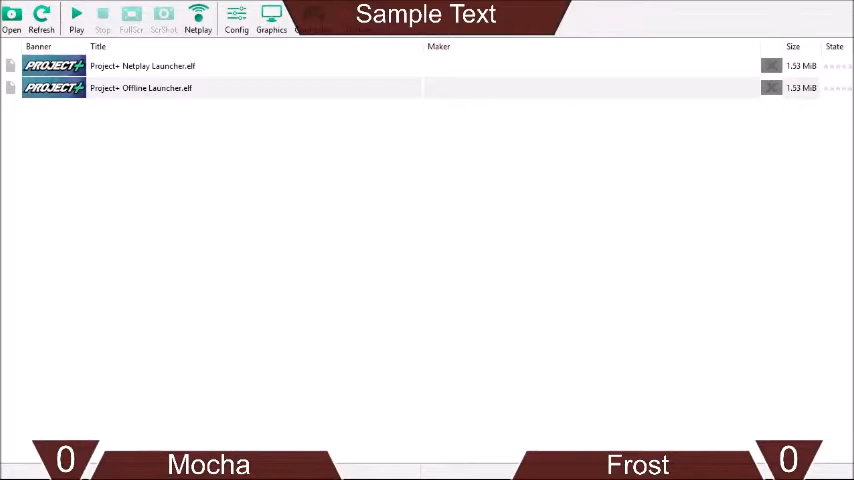 Sample Text
Open Refresh Play Stop FullScr ScrShot Netplay Config Graphics
Banner Title Maker Size State
PROJECT+ Project+ Netplay Launcher.elf 1.53 MiB
PROJECT+ Project+ Offline Launcher.elf 1.53 MiB
0 Mocha Frost 0